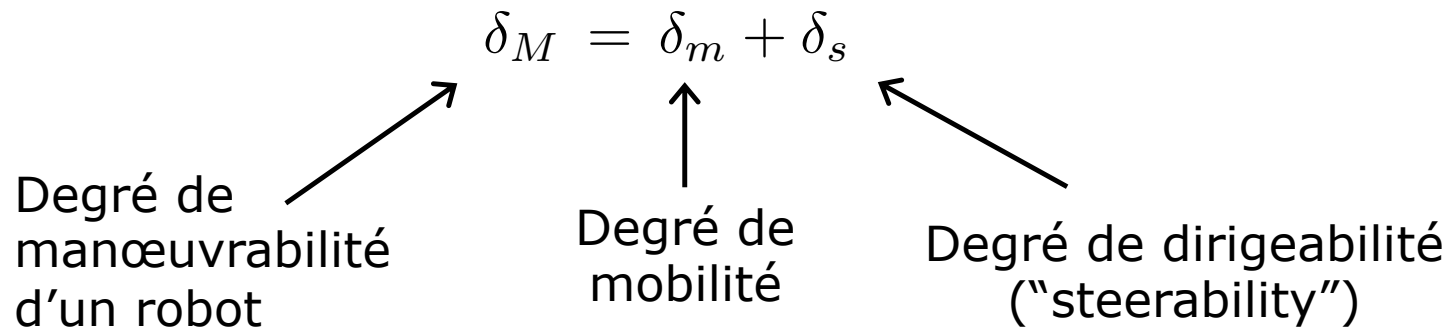 δ_M = δ_m + δ_s
Degré de
manœuvrabilité
d’un robot
Degré de
mobilité
Degré de dirigeabilité
(“steerability”)